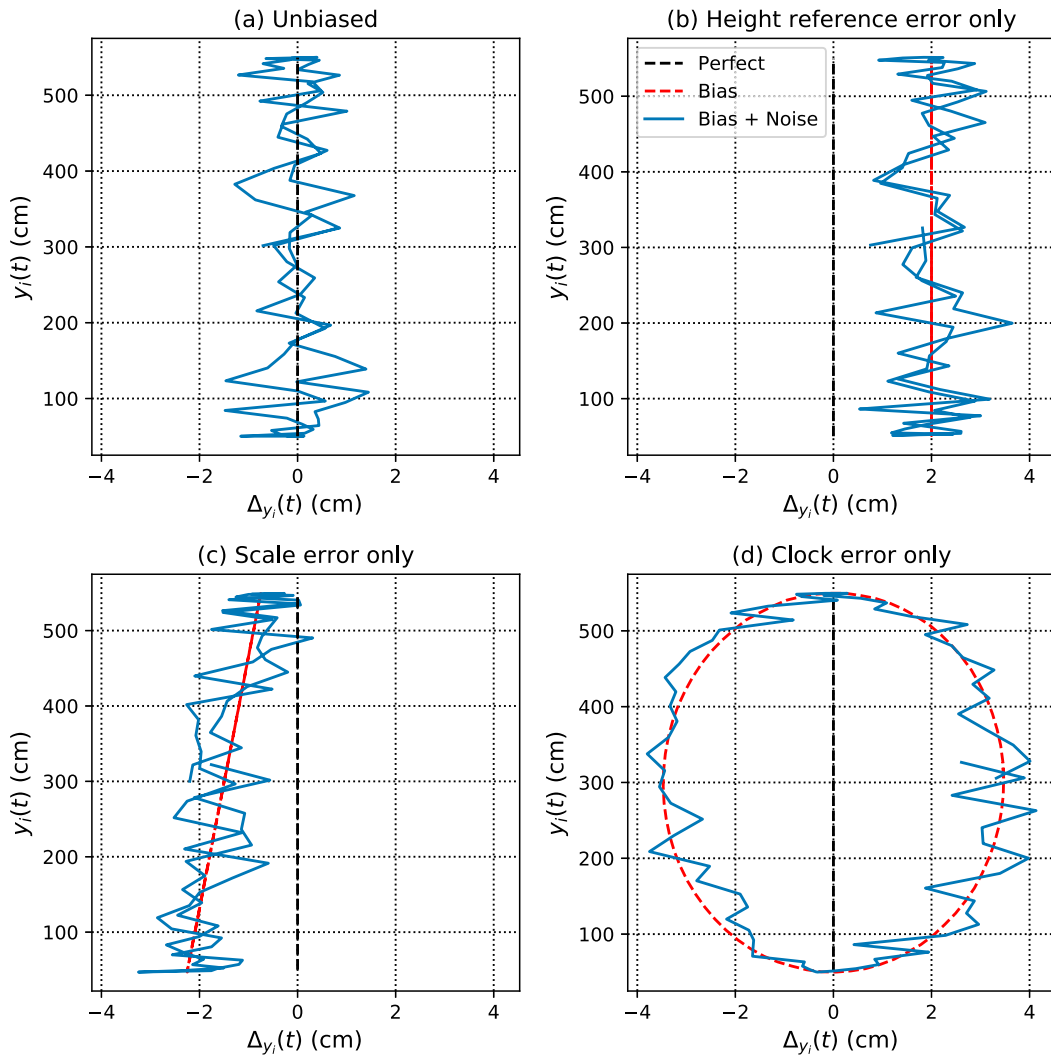 (a) Unbiased
500
400
300
200
100
y_i(t) (cm)
−4 −2 0 2 4
Δ_{y_i}(t) (cm)
(b) Height reference error only
Perfect
Bias
Bias + Noise
500
400
300
200
100
y_i(t) (cm)
−4 −2 0 2 4
Δ_{y_i}(t) (cm)
(c) Scale error only
500
400
300
200
100
y_i(t) (cm)
−4 −2 0 2 4
Δ_{y_i}(t) (cm)
(d) Clock error only
500
400
300
200
100
y_i(t) (cm)
−4 −2 0 2 4
Δ_{y_i}(t) (cm)